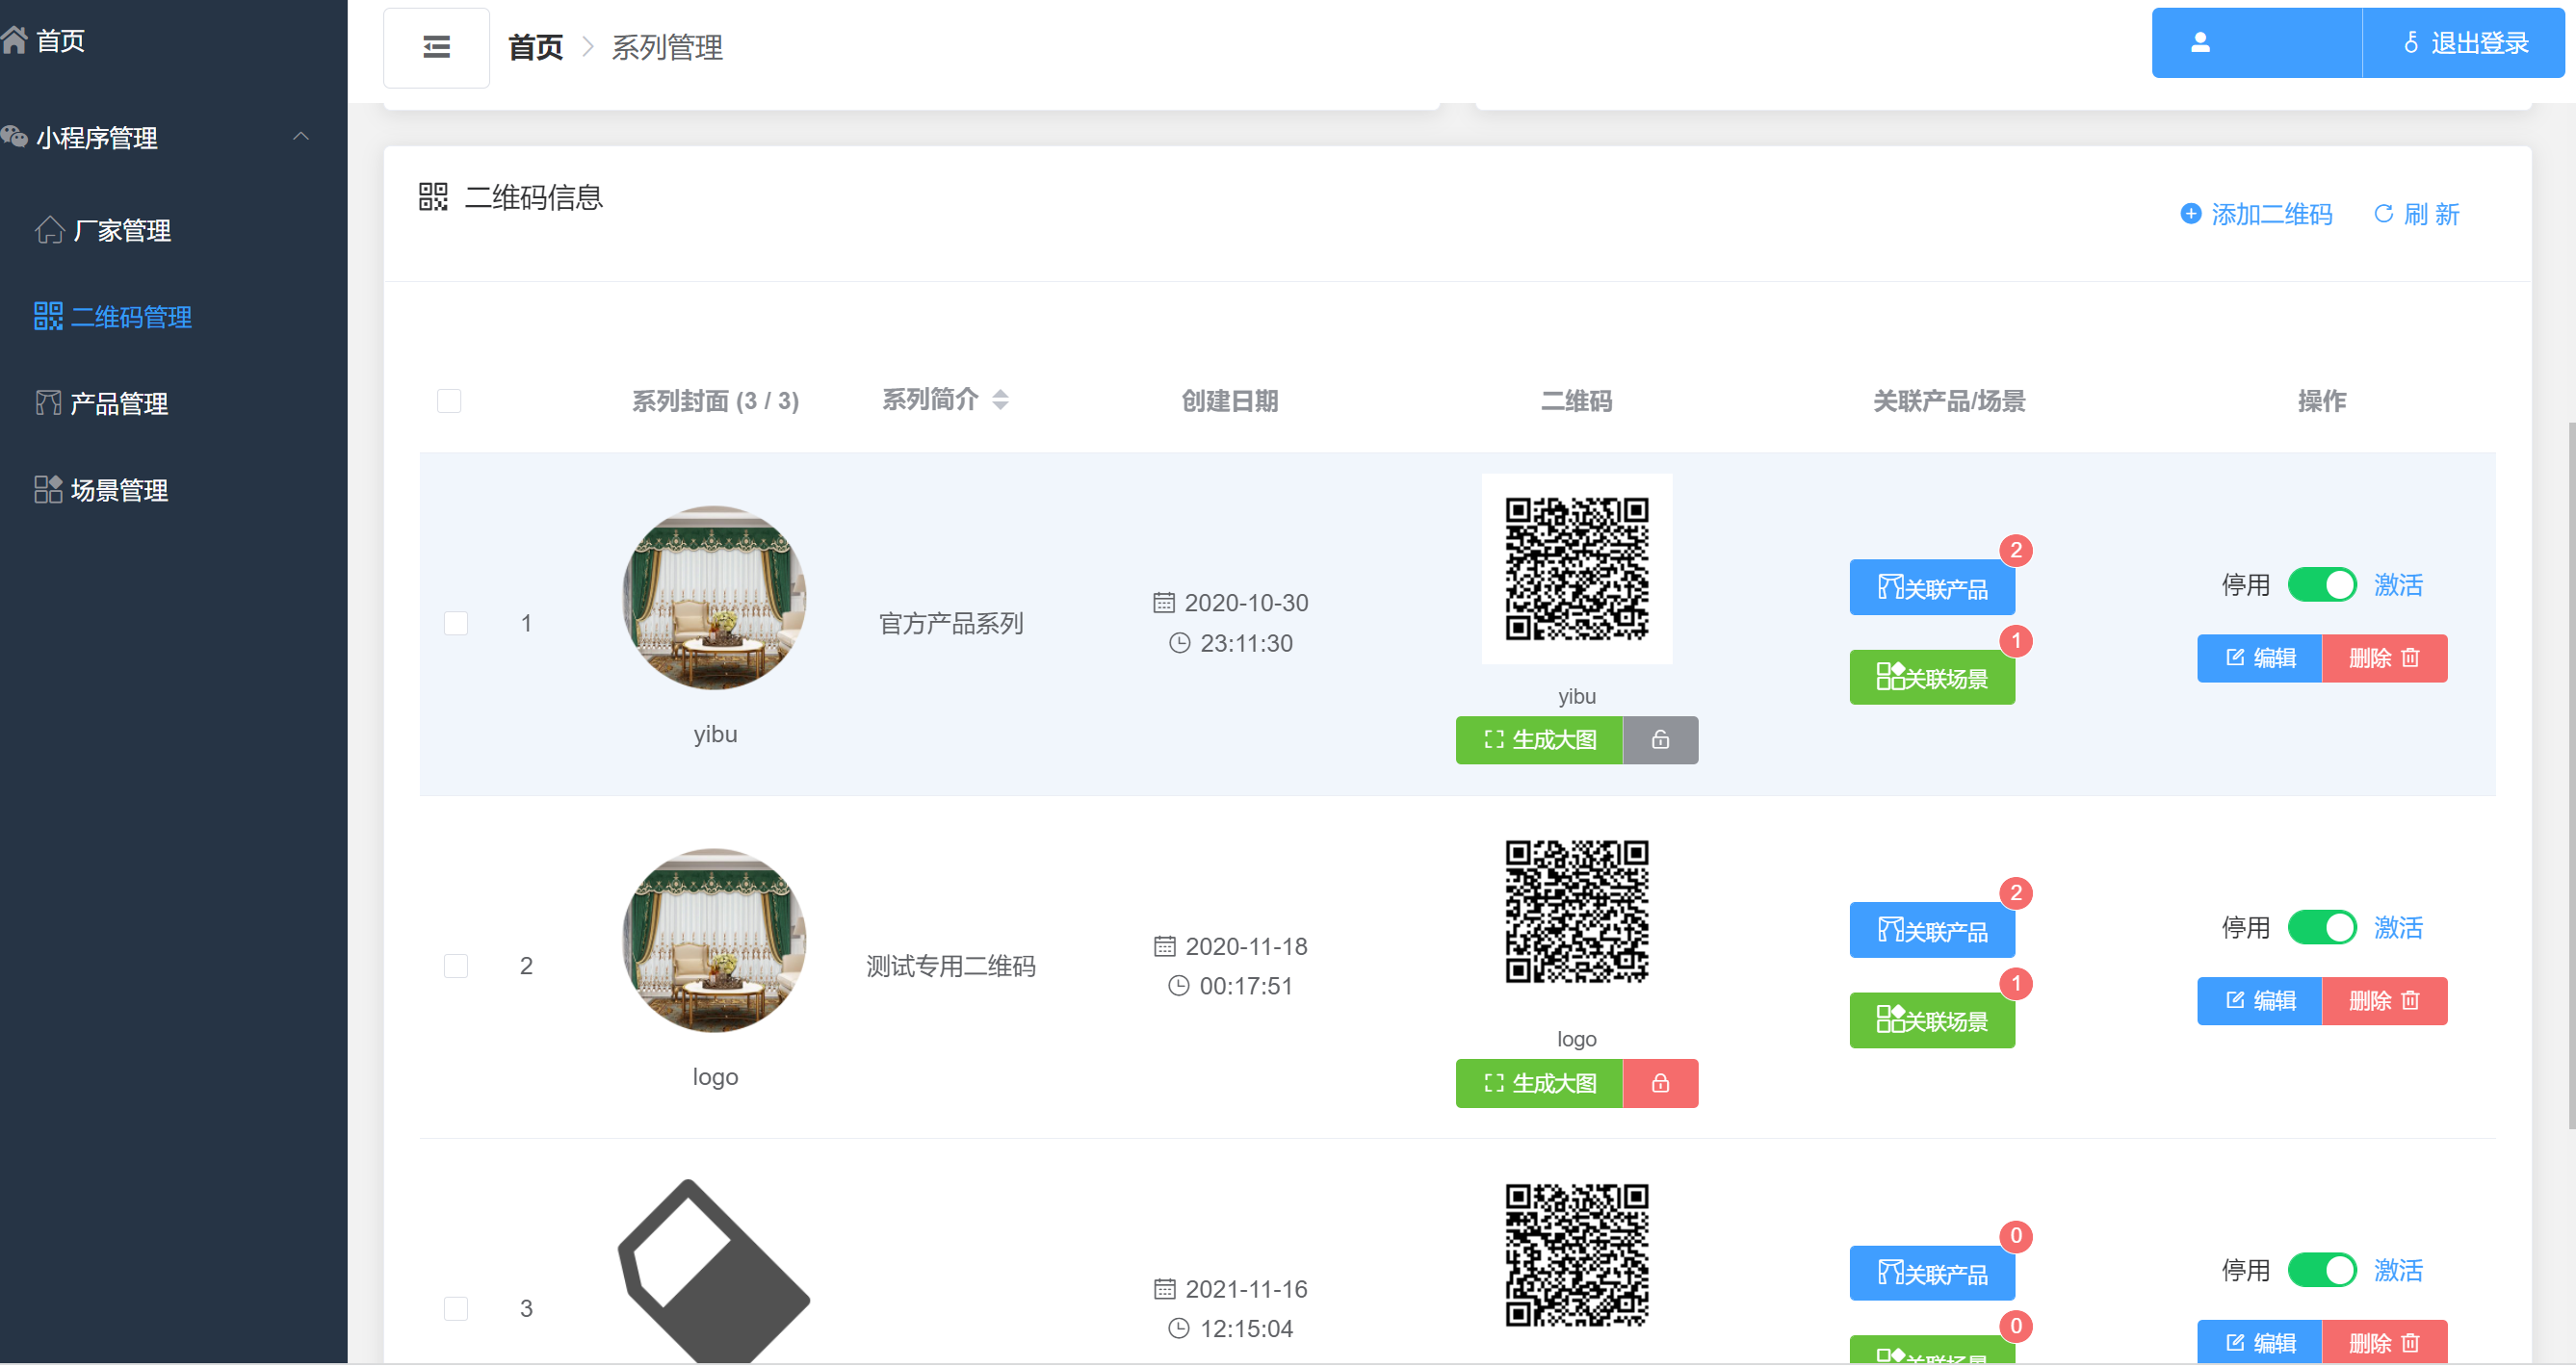 首页
小程序管理
厂家管理
二维码管理
产品管理
场景管理
首页 > 系列管理
退出登录
二维码信息
添加二维码 刷 新
系列封面 (3 / 3) 系列简介 创建日期 二维码 关联产品/场景 操作
1
yibu
官方产品系列
2020-10-30
23:11:30
yibu
生成大图
关联产品 2
关联场景 1
停用 激活
编辑 删除
2
logo
测试专用二维码
2020-11-18
00:17:51
logo
生成大图
关联产品 2
关联场景 1
停用 激活
编辑 删除
3
2021-11-16
12:15:04
关联产品 0
关联场景 0
停用 激活
编辑 删除